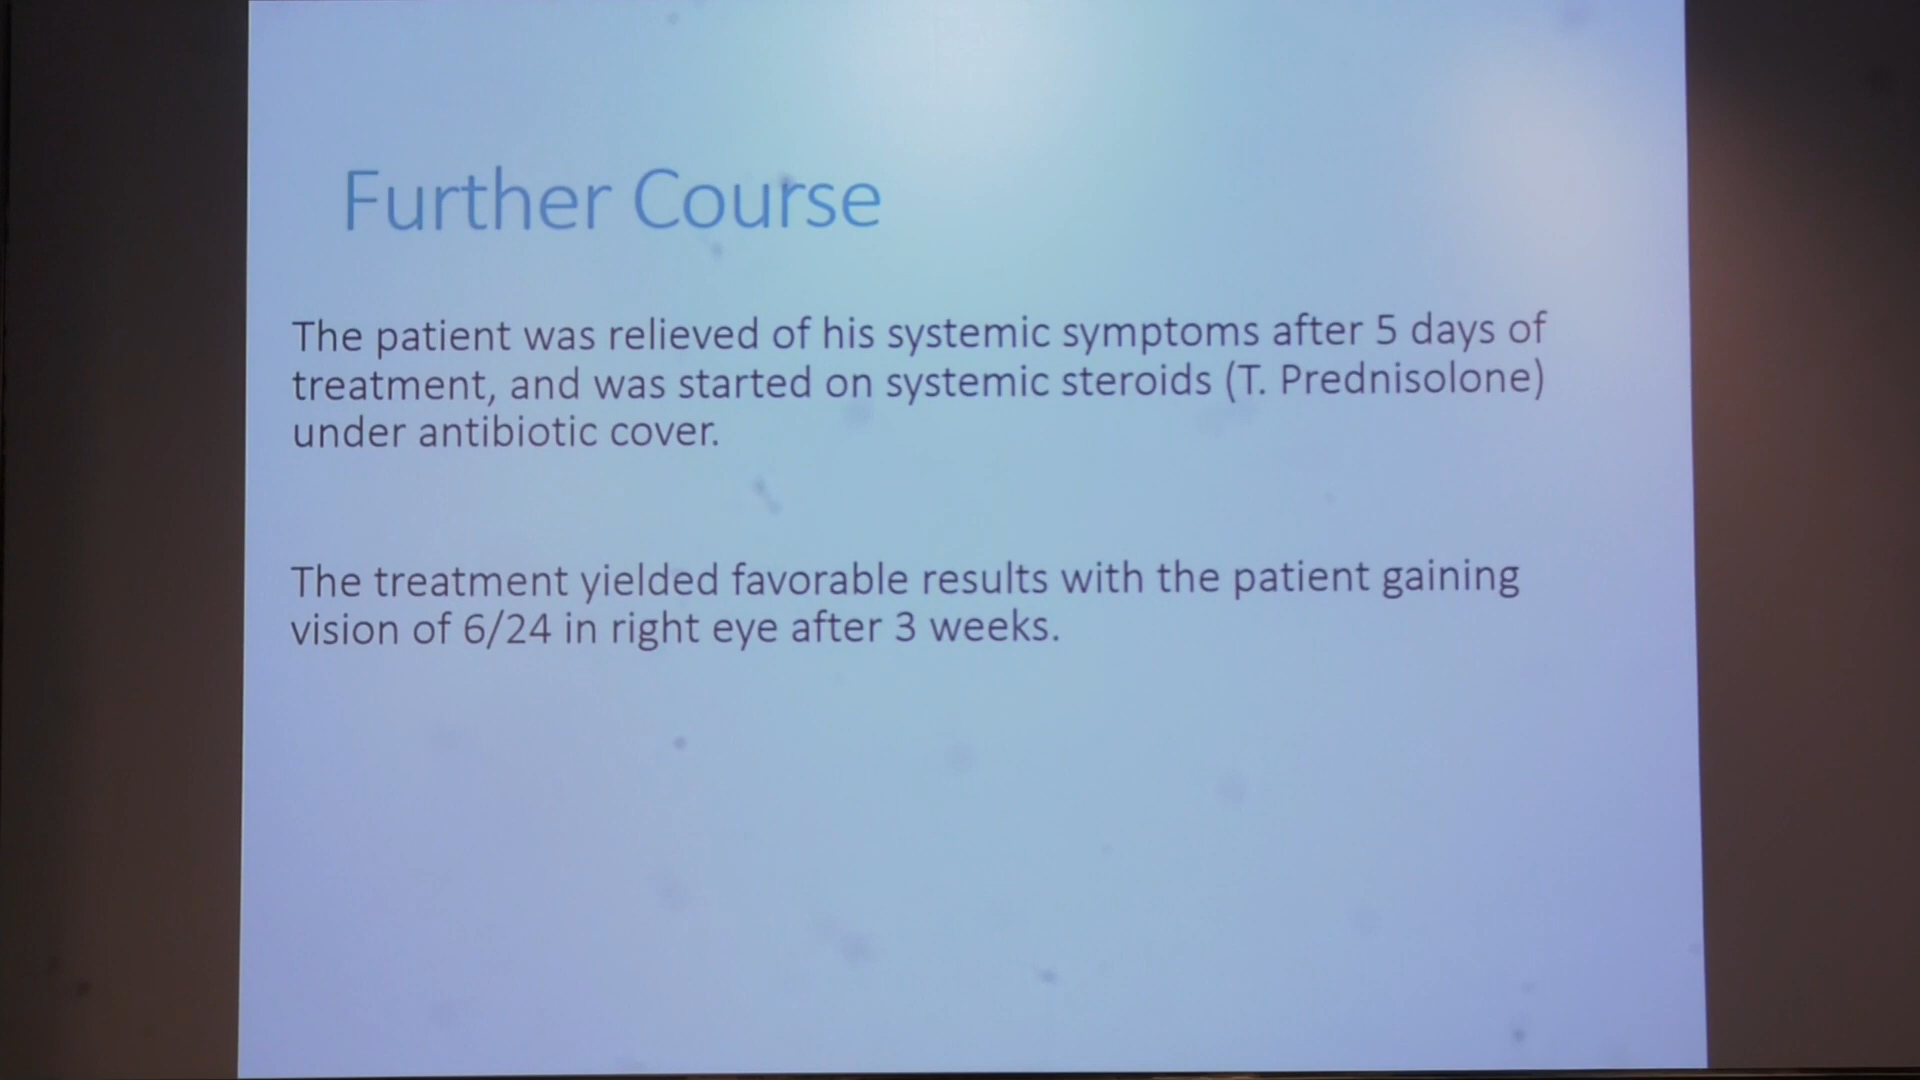 Further Course
The patient was relieved of his systemic symptoms after 5 days of
treatment, and was started on systemic steroids (T. Prednisolone)
under antibiotic cover.
The treatment yielded favorable results with the patient gaining
vision of 6/24 in right eye after 3 weeks.